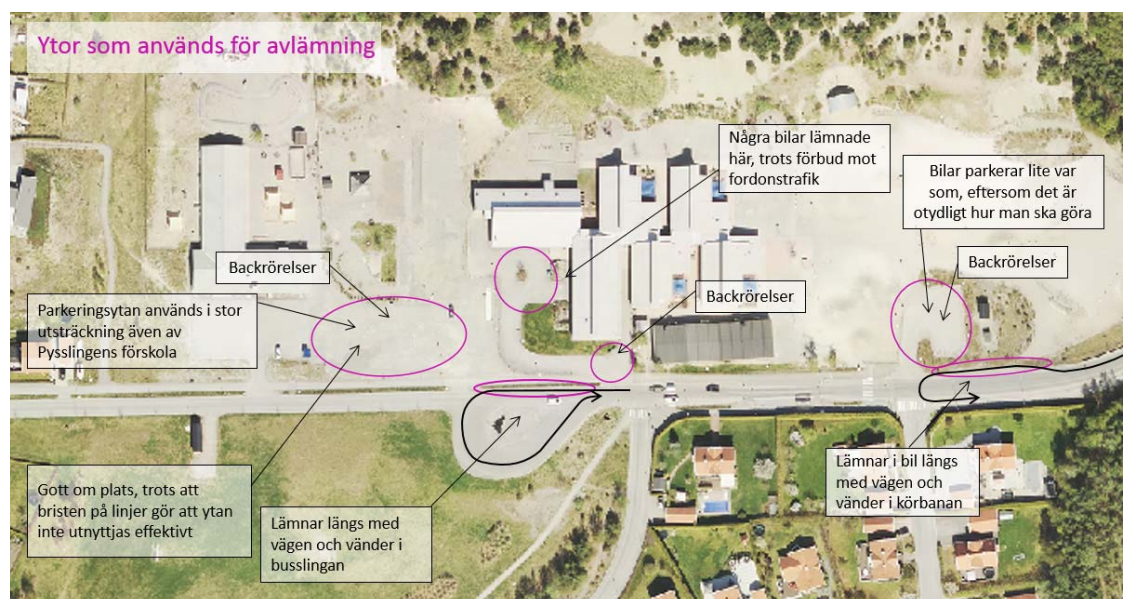 Ytor som används för avlämning
Några bilar lämnade
här, trots förbud mot
fordonstrafik
Bilar parkerar lite var
som, eftersom det är
otydligt hur man ska
göra
Backrörelser
Backrörelser
Backrörelser
Parkeringsytan används i stor
utsträckning även av
Pysslingens förskola
Gott om plats, trots att
bristen på linjer gör att ytan
inte utnyttjas effektivt
Lämnar längs med
vägen och vänder i
busslingan
Lämnar i bil längs
med vägen och
vänder i körbanan